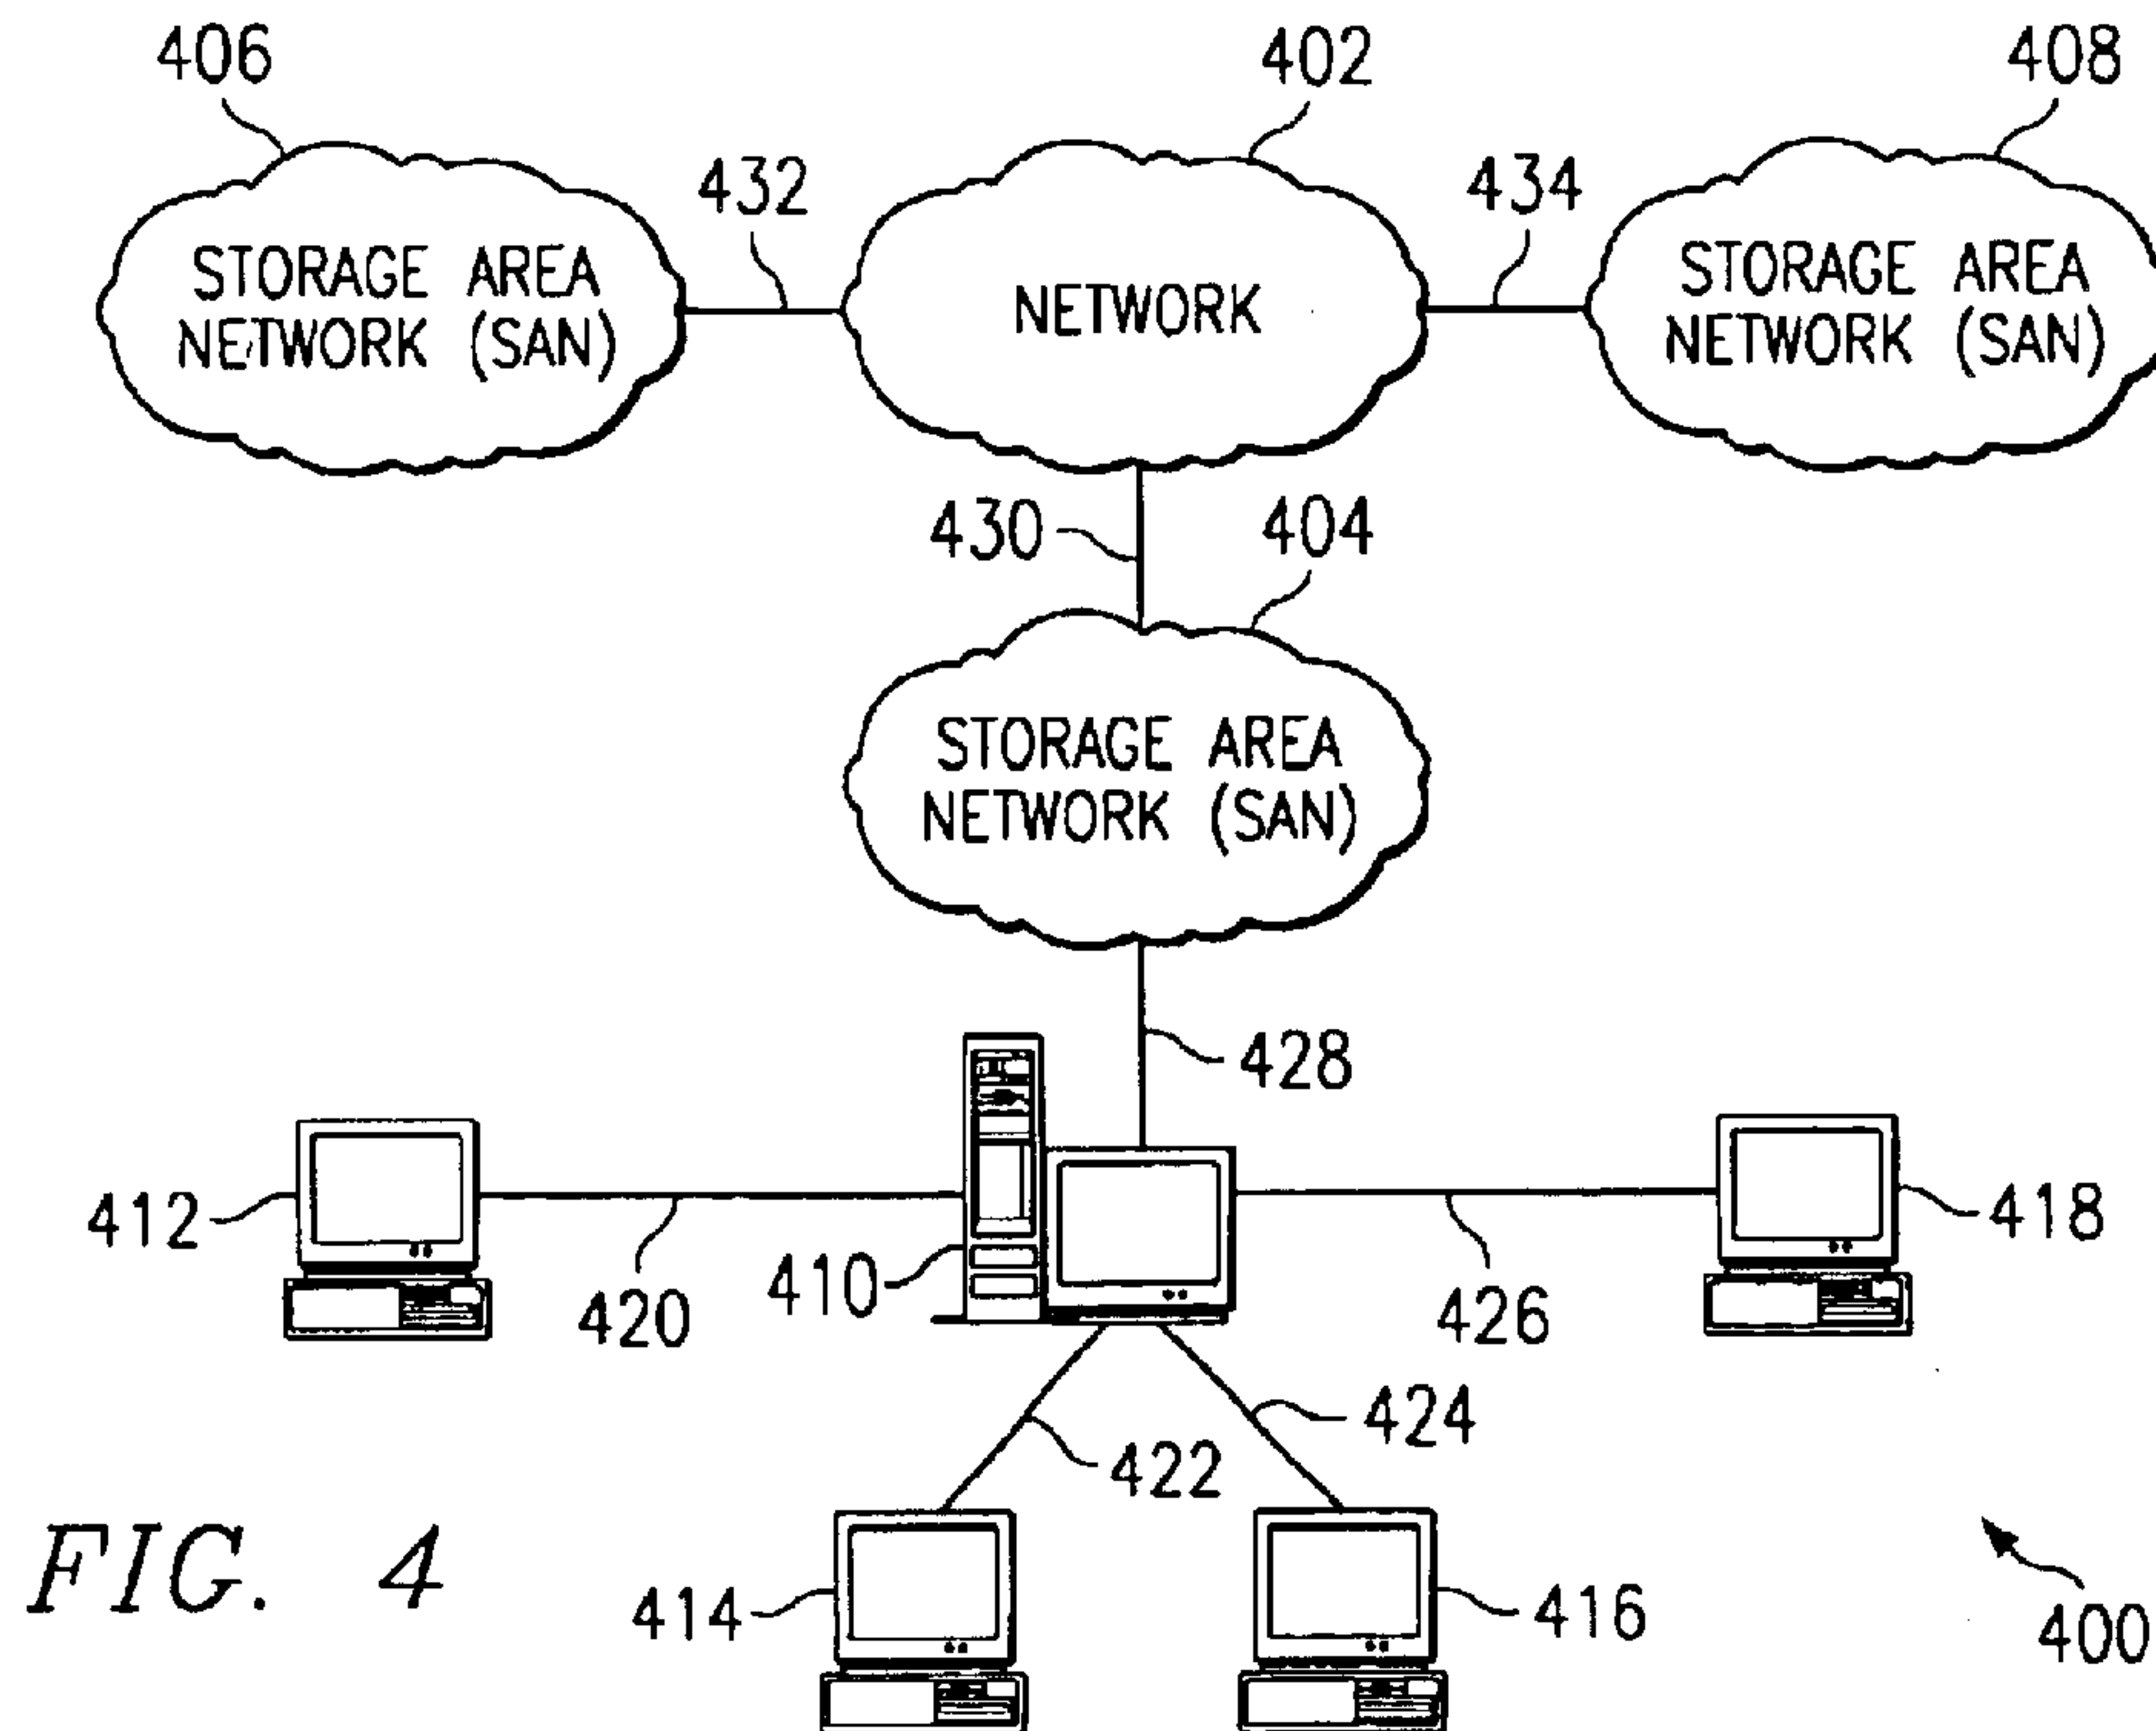 406
402
408
432
434
STORAGE AREA
NETWORK (SAN)
NETWORK
STORAGE AREA
NETWORK (SAN)
430
404
STORAGE AREA
NETWORK (SAN)
428
412
420
410
426
418
422
424
414
416
FIG. 4
400